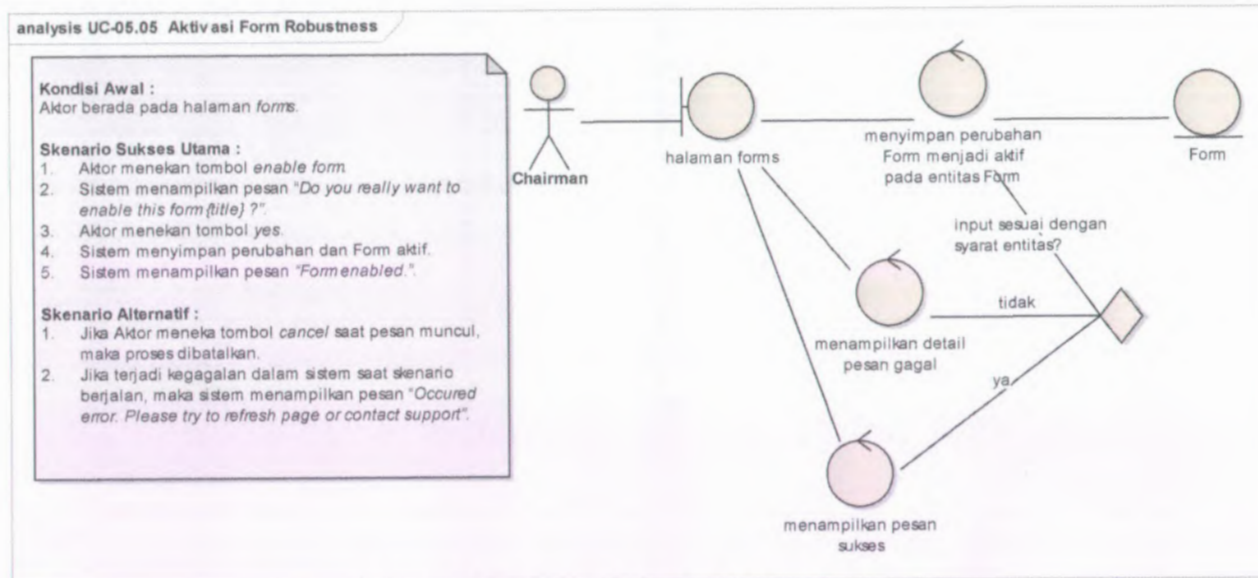 analysis UC-05.05 Aktivasi Form Robustness
Kondisi Awal :
Aktor berada pada halaman forms.
Skenario Sukses Utama :
1. Aktor menekan tombol enable form.
2. Sistem menampilkan pesan "Do you really want to
enable this form {title} ?".
3. Aktor menekan tombol yes.
4. Sistem menyimpan perubahan dan Form aktif.
5. Sistem menampilkan pesan "Form enabled.".
Skenario Alternatif :
1. Jika Aktor meneka tombol cancel saat pesan muncul,
maka proses dibatalkan.
2. Jika terjadi kegagalan dalam sistem saat skenario
berjalan, maka sistem menampilkan pesan "Occured
error. Please try to refresh page or contact support".
Chairman
halaman forms
menyimpan perubahan
Form menjadi aktif
pada entitas Form
Form
input sesuai dengan
syarat entitas?
tidak
menampilkan detail
pesan gagal
ya
menampilkan pesan
sukses